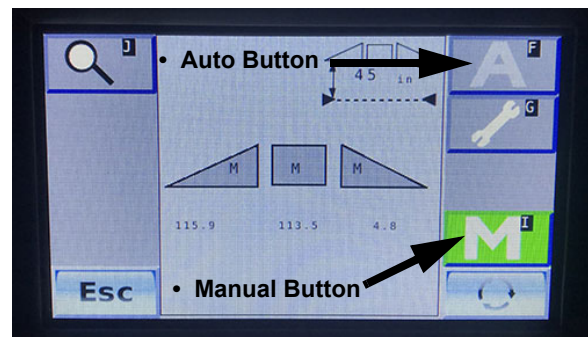 J
• Auto Button
A F
45 in
G
M M M
115.9 113.5 4.8
M I
Esc
• Manual Button